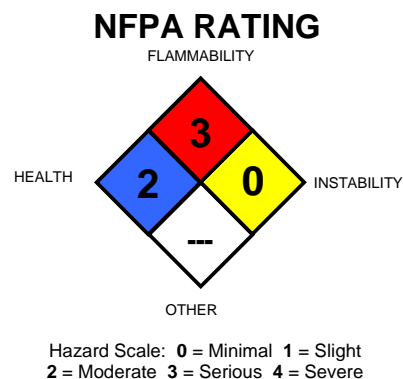 NFPA RATING
FLAMMABILITY
3
HEALTH
2
0
INSTABILITY
---
OTHER
Hazard Scale: 0 = Minimal 1 = Slight
2 = Moderate 3 = Serious 4 = Severe